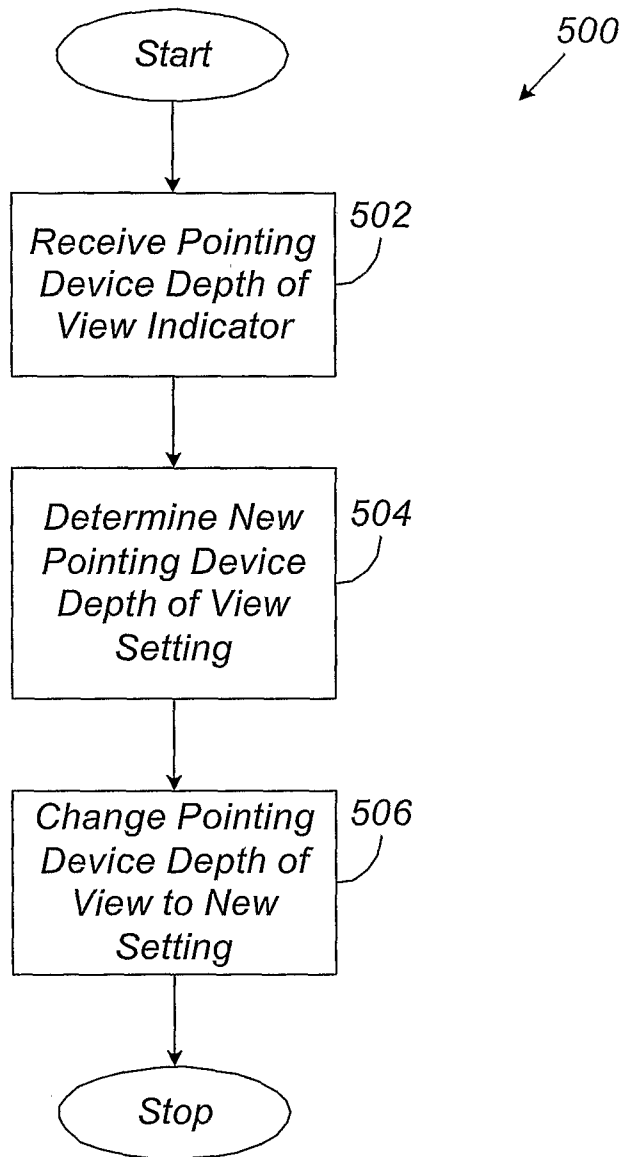 Start
500
Receive Pointing
Device Depth of
View Indicator
502
Determine New
Pointing Device
Depth of View
Setting
504
Change Pointing
Device Depth of
View to New
Setting
506
Stop